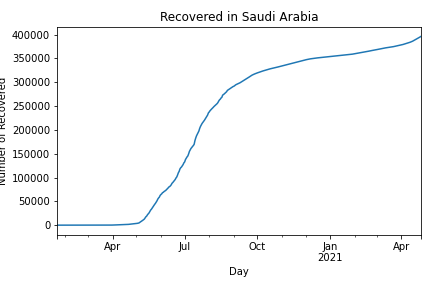 Recovered in Saudi Arabia
400000
350000
300000
250000
200000
150000
100000
50000
0
Number of Recovered
Apr Jul Oct Jan Apr
2021
Day